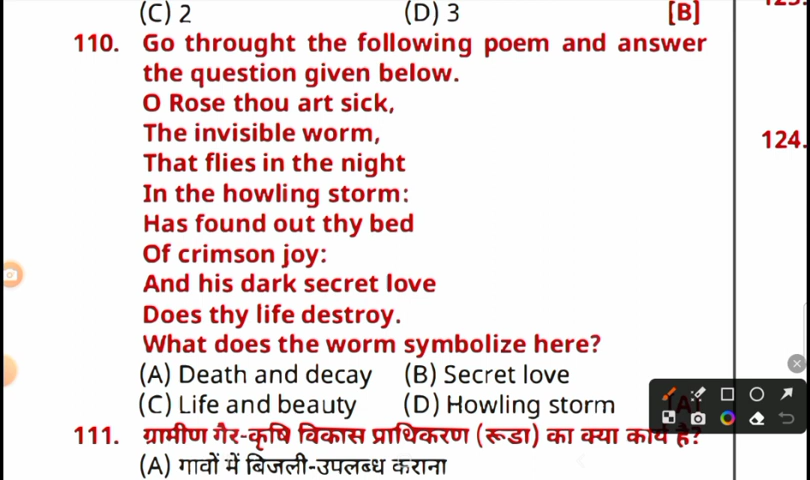 (C) 2 (D) 3 [B]
110. Go throught the following poem and answer
the question given below.
O Rose thou art sick,
The invisible worm,
That flies in the night
In the howling storm:
Has found out thy bed
Of crimson joy:
And his dark secret love
Does thy life destroy.
What does the worm symbolize here?
(A) Death and decay (B) Secret love
(C) Life and beauty (D) Howling storm [A]
111. ग्रामीण गैर-कृषि विकास प्राधिकरण (रूडा) का क्या कार्य है?
(A) गावों में बिजली-उपलब्ध कराना
124.